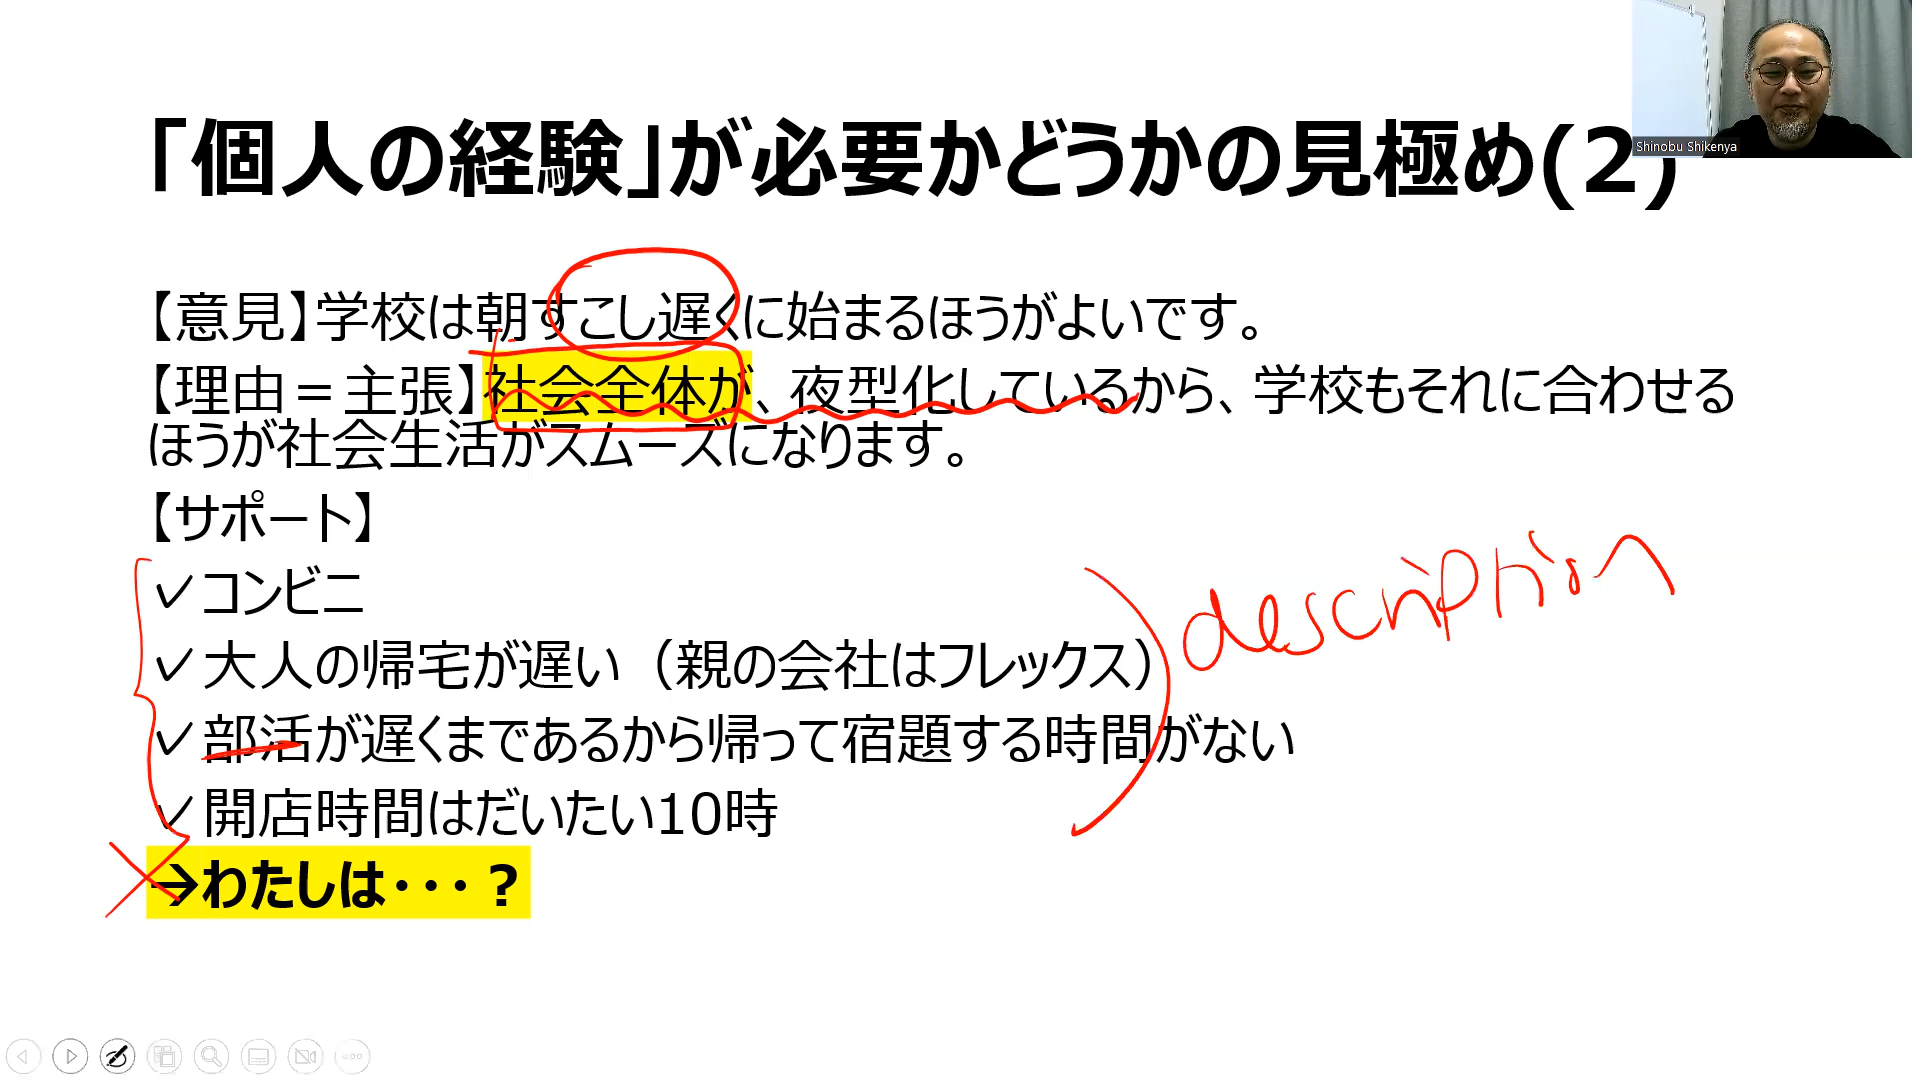 「個人の経験」が必要かどうかの見極め(2)
Shinobu Shikenya
【意見】学校は朝すこし遅くに始まるほうがよいです。
【理由＝主張】社会全体が、夜型化しているから、学校もそれに合わせる
ほうが社会生活がスムーズになります。
【サポート】
✓コンビニ
✓大人の帰宅が遅い（親の会社はフレックス）
description
✓部活が遅くまであるから帰って宿題する時間がない
✓開店時間はだいたい10時
→わたしは・・・？